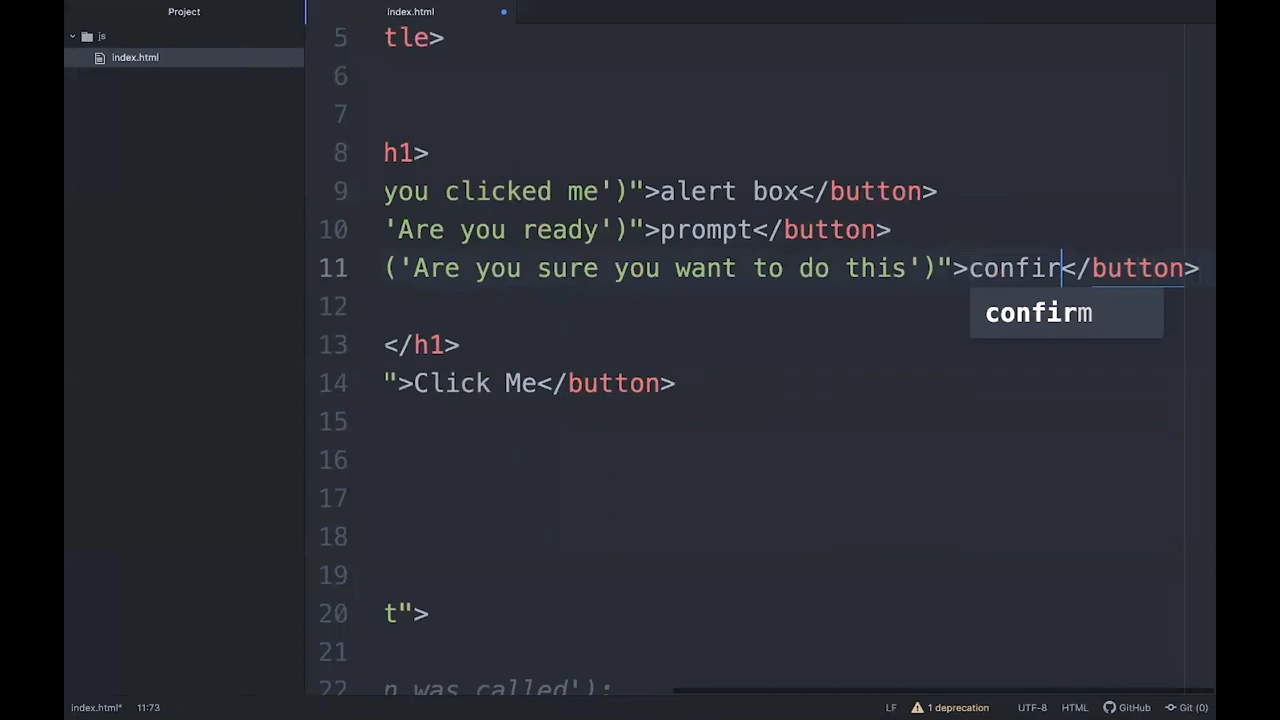 Project
index.html
js
index.html
5 tle>
6
7
8 h1>
9 you clicked me')">alert box</button>
10 'Are you ready')">prompt</button>
11 ('Are you sure you want to do this')">confir</button>
confirm
12
13 </h1>
14 ">Click Me</button>
15
16
17
18
19
20 t">
21
22 n was called');
index.html* 11:73 LF 1 deprecation UTF-8 HTML GitHub Git (0)